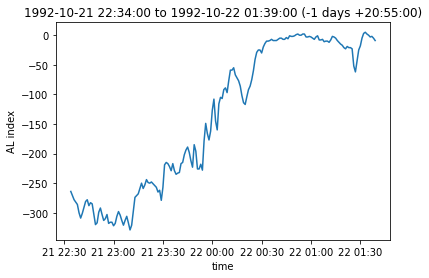 1992-10-21 22:34:00 to 1992-10-22 01:39:00 (-1 days +20:55:00)
0
−50
−100
−150
−200
−250
−300
AL index
21 22:30 21 23:00 21 23:30 22 00:00 22 00:30 22 01:00 22 01:30
time